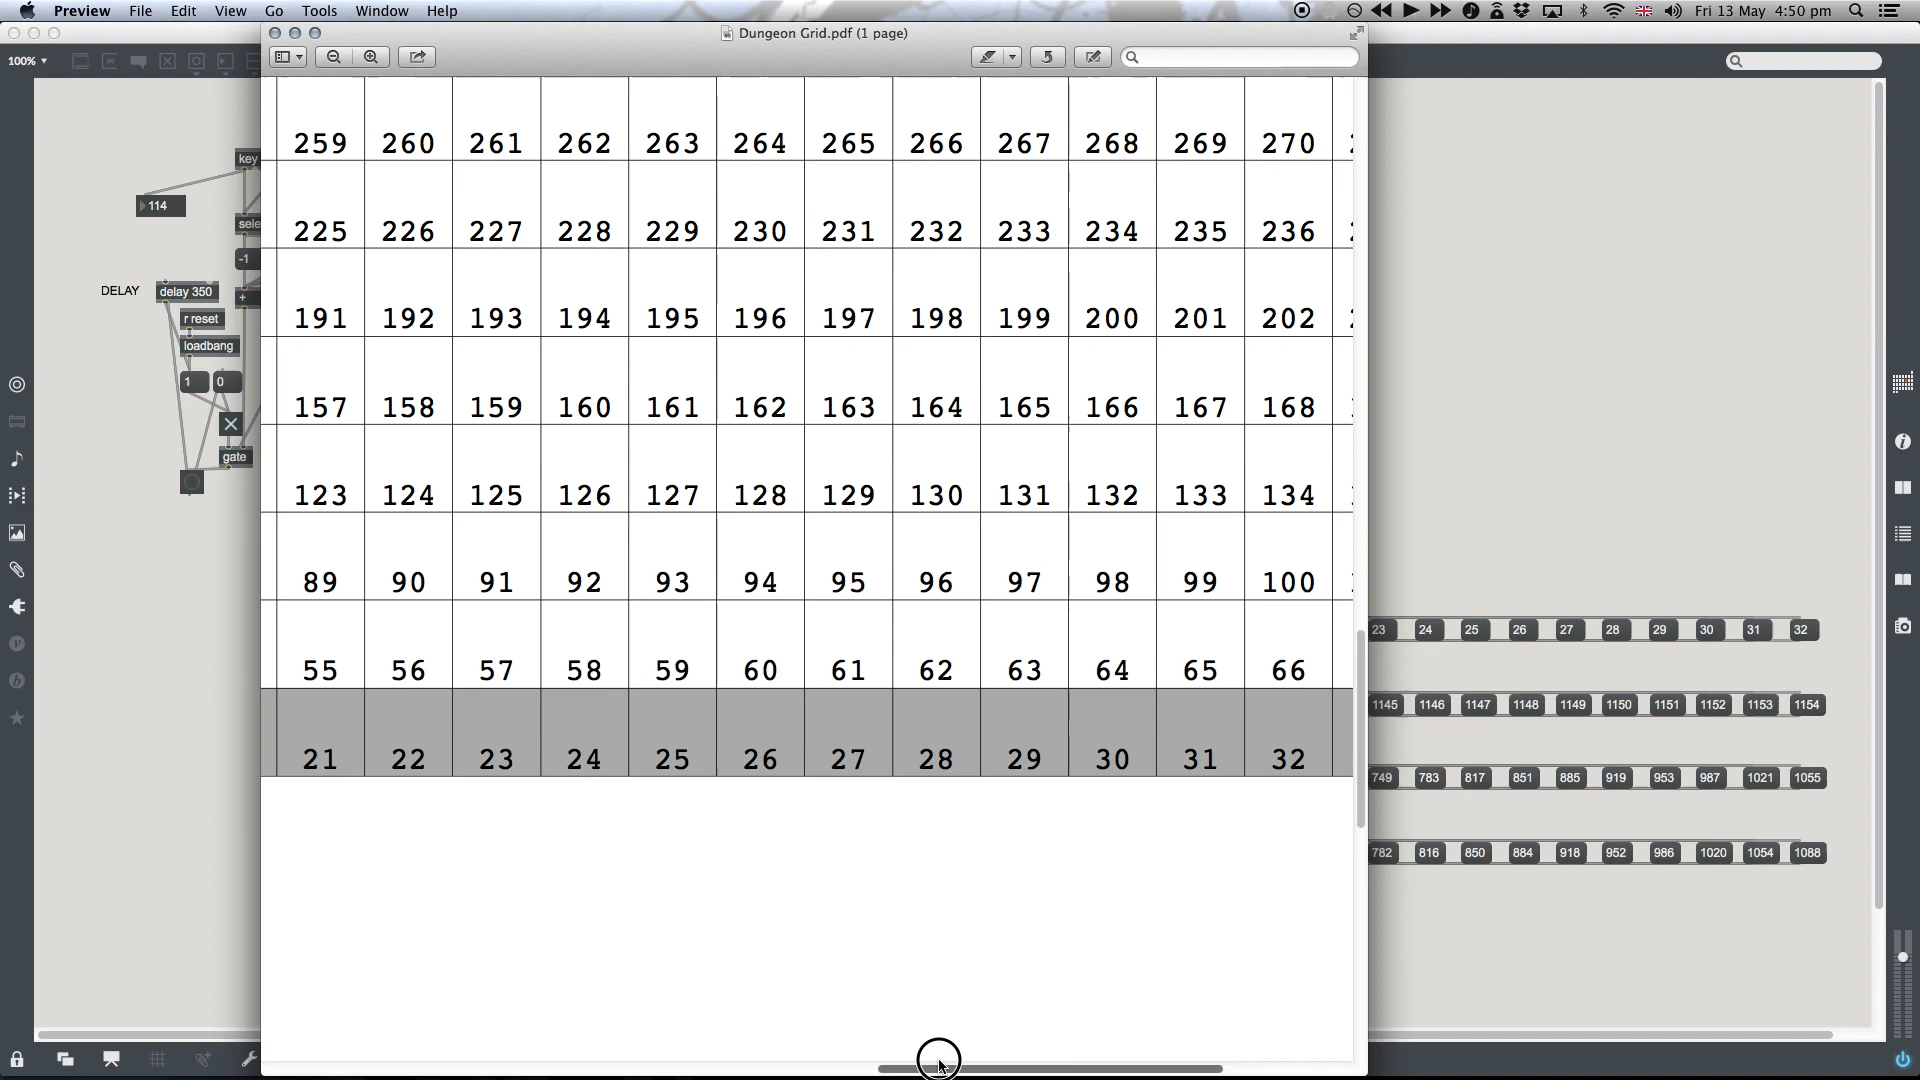 Preview File Edit View Go Tools Window Help Fri 13 May 4:50 pm
Dungeon Grid.pdf (1 page)
100%
259 260 261 262 263 264 265 266 267 268 269 270
225 226 227 228 229 230 231 232 233 234 235 236
191 192 193 194 195 196 197 198 199 200 201 202
157 158 159 160 161 162 163 164 165 166 167 168
123 124 125 126 127 128 129 130 131 132 133 134
89 90 91 92 93 94 95 96 97 98 99 100
55 56 57 58 59 60 61 62 63 64 65 66
21 22 23 24 25 26 27 28 29 30 31 32
key
114
sele
-1
DELAY delay 350
+
r reset
loadbang
1 0
gate
23 24 25 26 27 28 29 30 31 32
1145 1146 1147 1148 1149 1150 1151 1152 1153 1154
749 783 817 851 885 919 953 987 1021 1055
782 816 850 884 918 952 986 1020 1054 1088